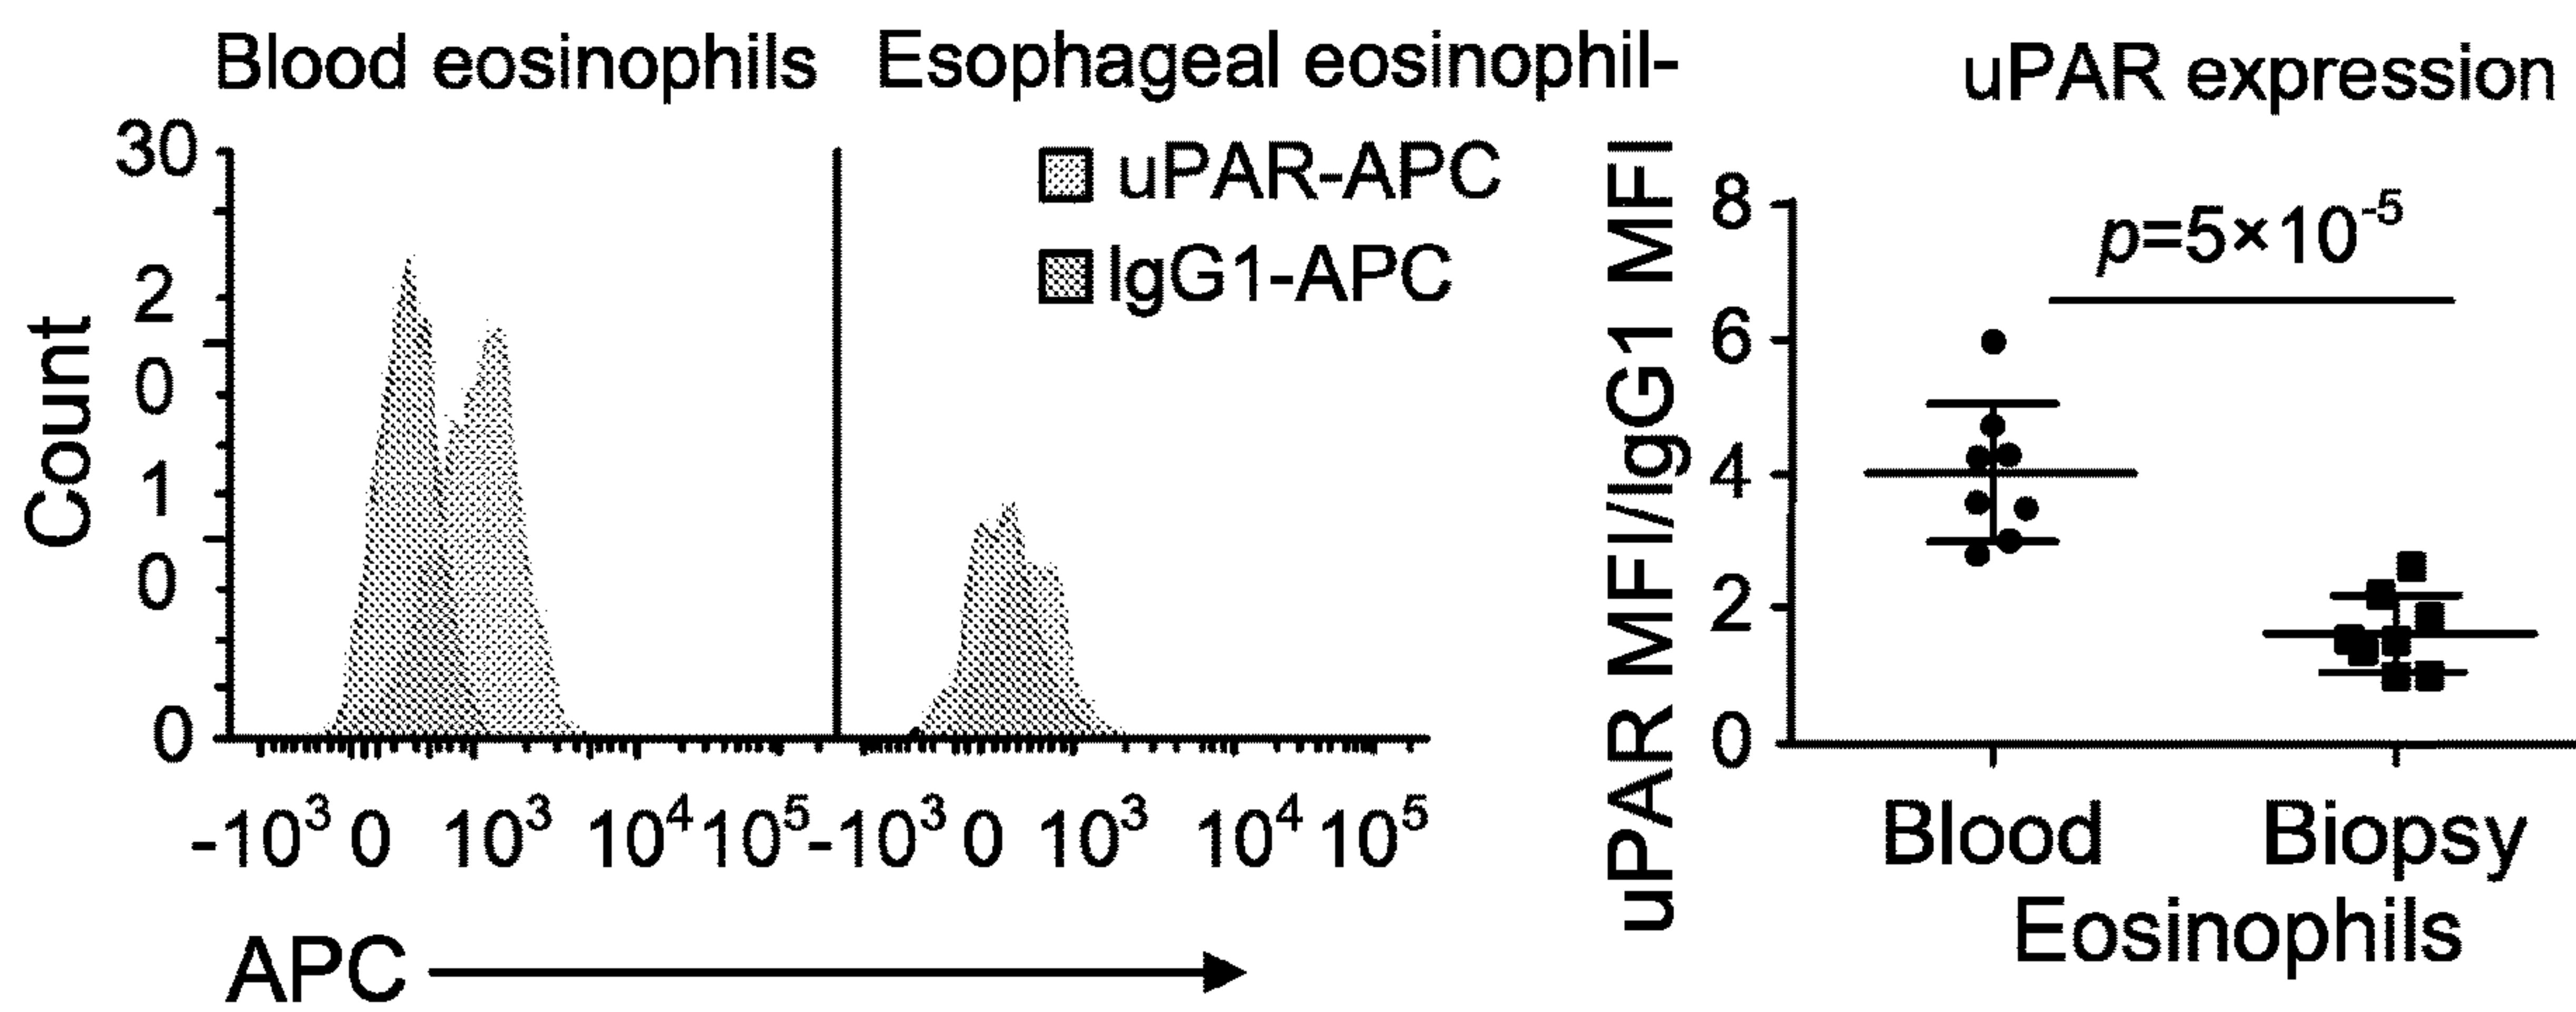 Blood eosinophils
Esophageal eosinophil-
uPAR-APC
IgG1-APC
Count
30
2
0
1
0
0
-10³ 0 10³ 10⁴ 10⁵
-10³ 0 10³ 10⁴ 10⁵
APC
uPAR expression
uPAR MFI/IgG1 MFI
8
6
4
2
0
p=5×10⁻⁵
Blood
Biopsy
Eosinophils